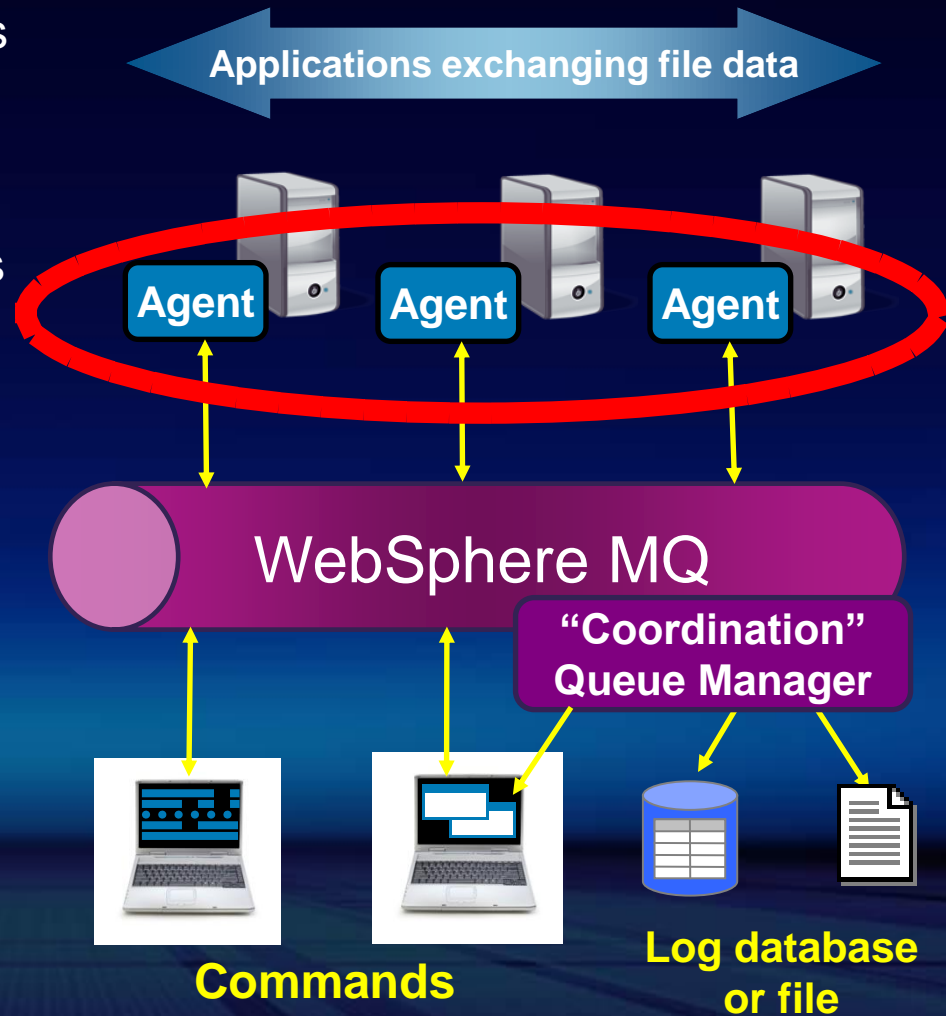 s
Applications exchanging file data
s
Agent
Agent
Agent
WebSphere MQ
“Coordination”
Queue Manager
Commands
Log database
or file